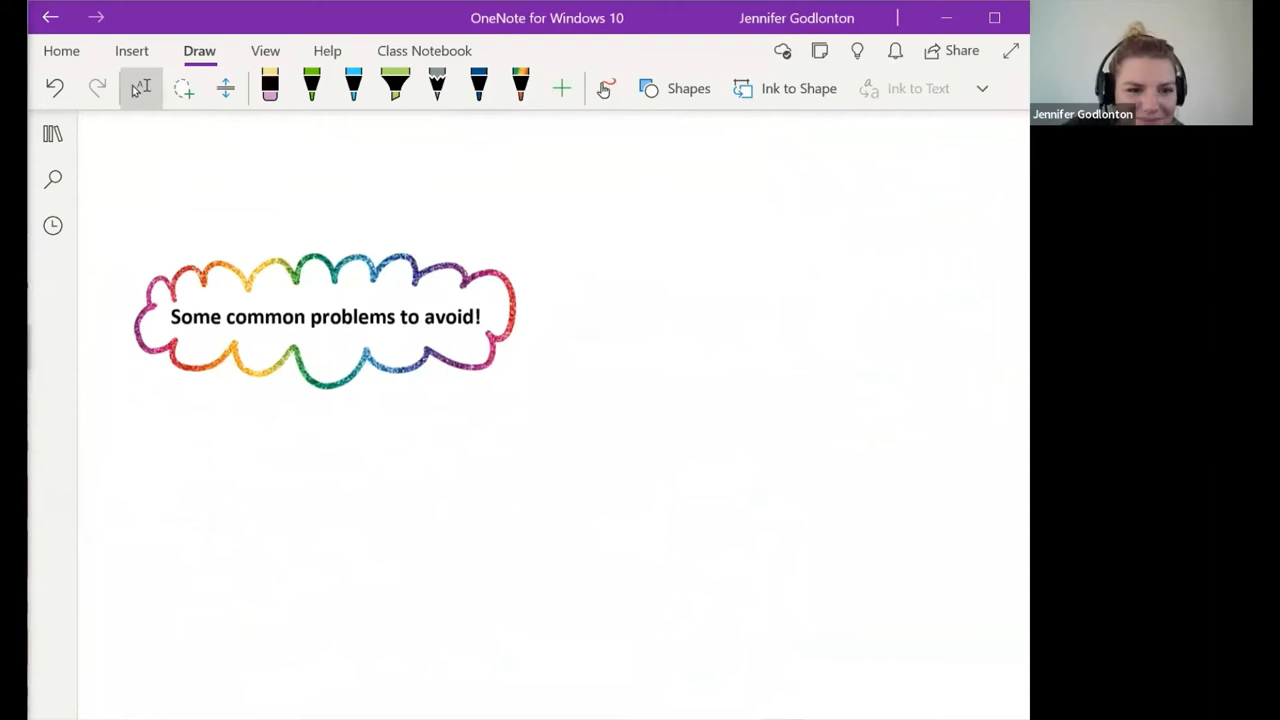 OneNote for Windows 10
Jennifer Godlonton
Home Insert Draw View Help Class Notebook
Share
Shapes Ink to Shape Ink to Text
Jennifer Godlonton
Some common problems to avoid!